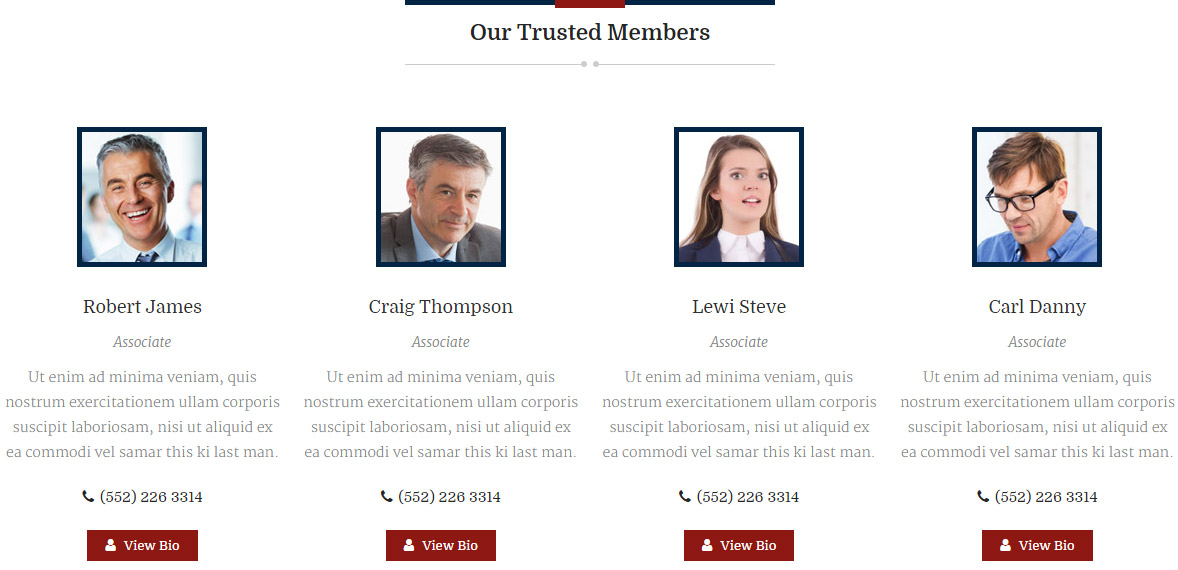 Our Trusted Members
Robert James
Associate
Ut enim ad minima veniam, quis
nostrum exercitationem ullam corporis
suscipit laboriosam, nisi ut aliquid ex
ea commodi vel samar this ki last man.
(552) 226 3314
View Bio
Craig Thompson
Associate
Ut enim ad minima veniam, quis
nostrum exercitationem ullam corporis
suscipit laboriosam, nisi ut aliquid ex
ea commodi vel samar this ki last man.
(552) 226 3314
View Bio
Lewi Steve
Associate
Ut enim ad minima veniam, quis
nostrum exercitationem ullam corporis
suscipit laboriosam, nisi ut aliquid ex
ea commodi vel samar this ki last man.
(552) 226 3314
View Bio
Carl Danny
Associate
Ut enim ad minima veniam, quis
nostrum exercitationem ullam corporis
suscipit laboriosam, nisi ut aliquid ex
ea commodi vel samar this ki last man.
(552) 226 3314
View Bio